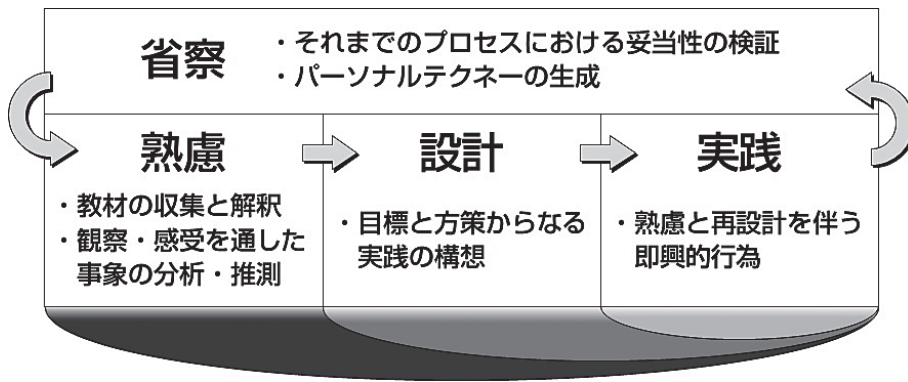 省察
・それまでのプロセスにおける妥当性の検証
・パーソナルテクネーの生成
熟慮
・教材の収集と解釈
・観察・感受を通した
事象の分析・推測
設計
・目標と方策からなる
実践の構想
実践
・熟慮と再設計を伴う
即興的行為